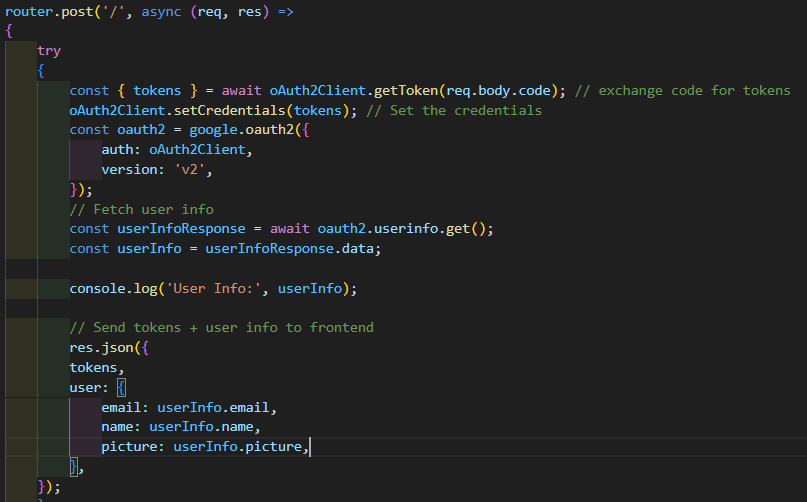 router.post('/', async (req, res) =>
{
try
{
const { tokens } = await oAuth2Client.getToken(req.body.code); // exchange code for tokens
oAuth2Client.setCredentials(tokens); // Set the credentials
const oauth2 = google.oauth2({
auth: oAuth2Client,
version: 'v2',
});
// Fetch user info
const userInfoResponse = await oauth2.userinfo.get();
const userInfo = userInfoResponse.data;
console.log('User Info:', userInfo);
// Send tokens + user info to frontend
res.json({
tokens,
user: {
email: userInfo.email,
name: userInfo.name,
picture: userInfo.picture,
},
});